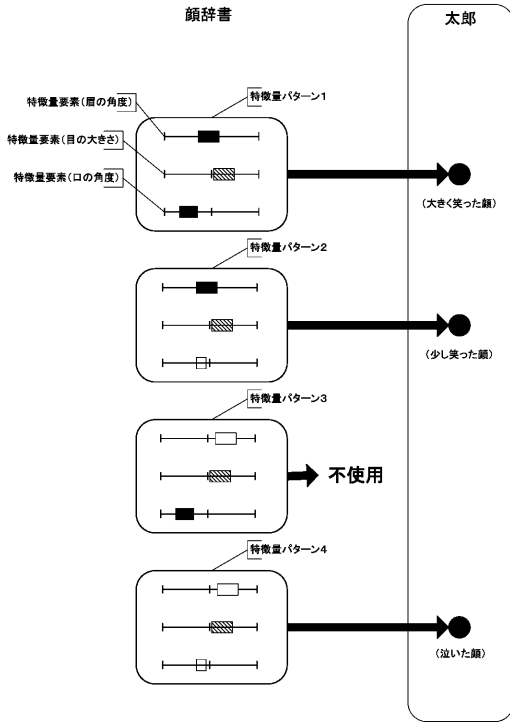 顔辞書
太郎
特徴量パターン1
特徴量要素(眉の角度)
特徴量要素(目の大きさ)
特徴量要素(口の角度)
(大きく笑った顔)
特徴量パターン2
(少し笑った顔)
特徴量パターン3
不使用
特徴量パターン4
(泣いた顔)